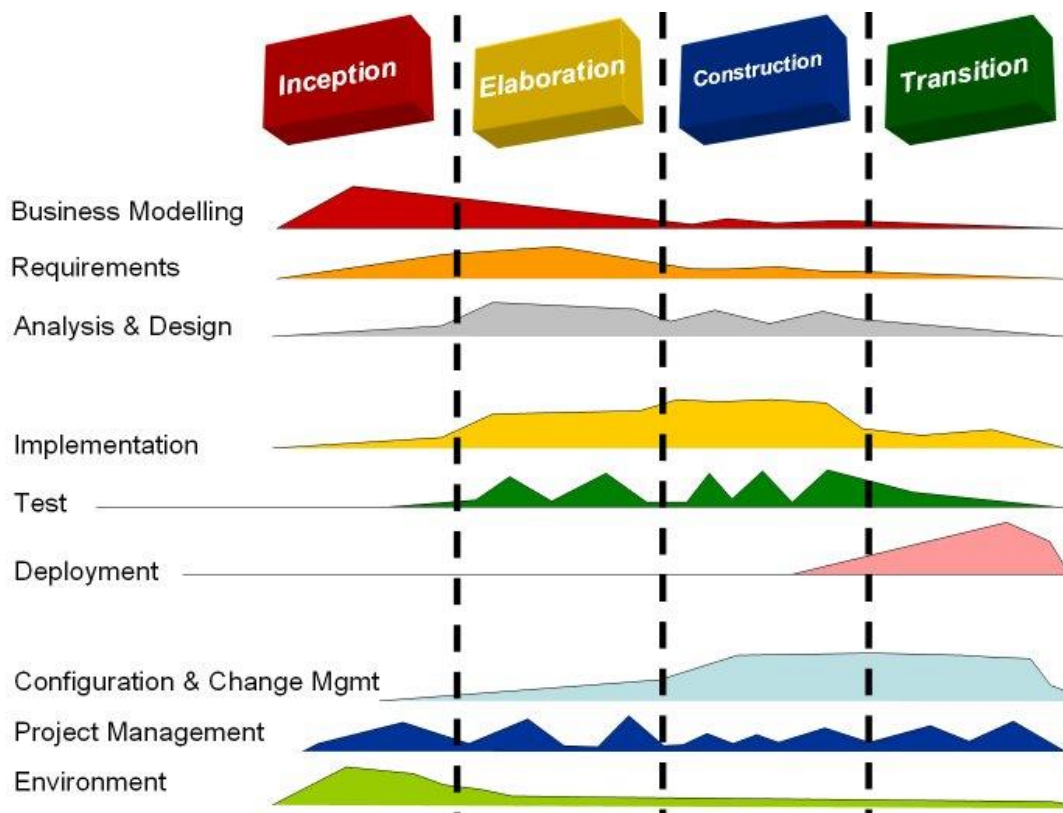 Inception
Elaboration
Construction
Transition
Business Modelling
Requirements
Analysis & Design
Implementation
Test
Deployment
Configuration & Change Mgmt
Project Management
Environment